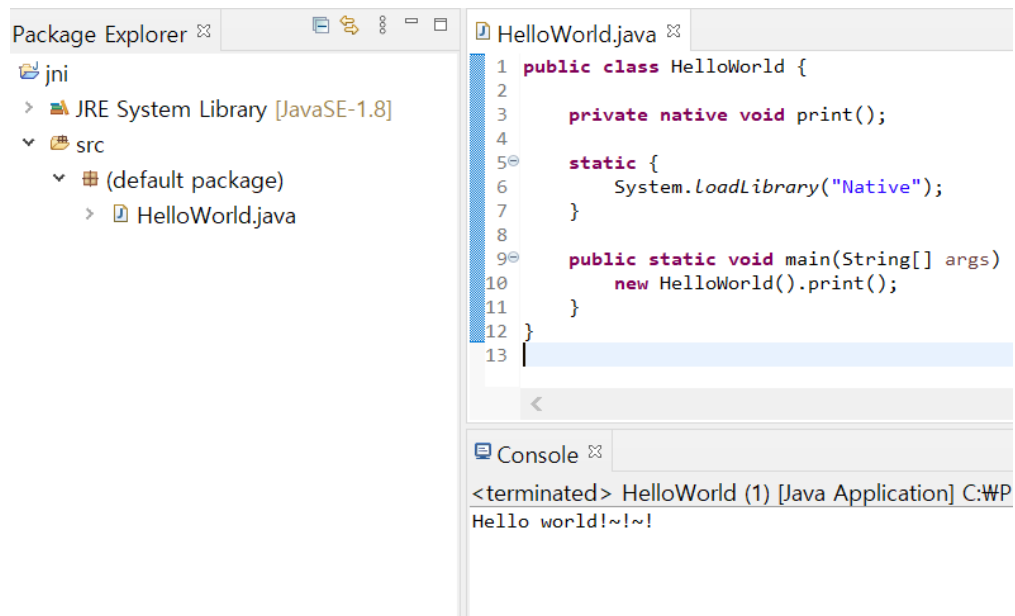 Package Explorer
jni
JRE System Library [JavaSE-1.8]
src
(default package)
HelloWorld.java
HelloWorld.java
1 public class HelloWorld {
2
3     private native void print();
4
5     static {
6         System.loadLibrary("Native");
7     }
8
9     public static void main(String[] args)
10         new HelloWorld().print();
11     }
12 }
13
Console
<terminated> HelloWorld (1) [Java Application] C:₩P
Hello world!~!~!